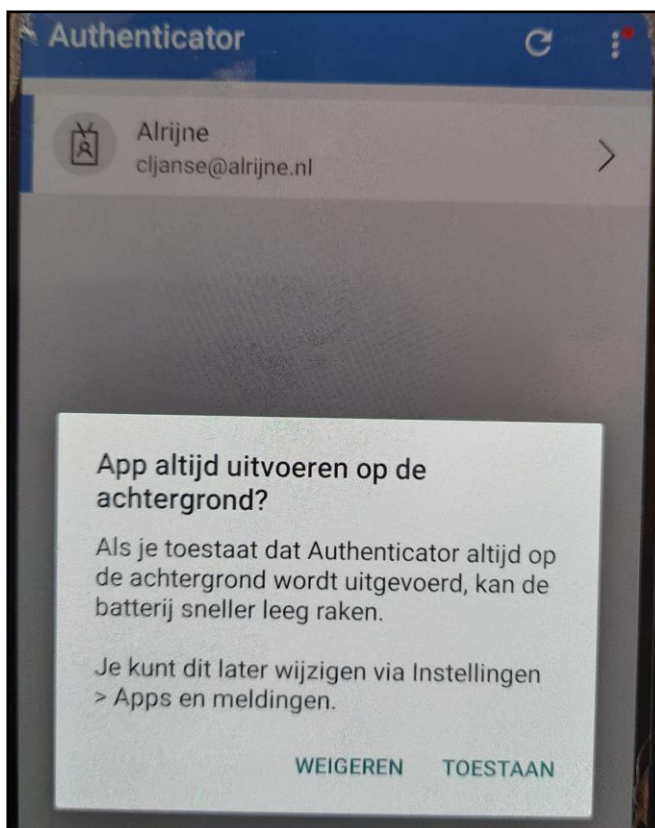 Authenticator
Alrijne
cljanse@alrijne.nl
App altijd uitvoeren op de
achtergrond?
Als je toestaat dat Authenticator altijd op
de achtergrond wordt uitgevoerd, kan de
batterij sneller leeg raken.
Je kunt dit later wijzigen via Instellingen
> Apps en meldingen.
WEIGEREN TOESTAAN